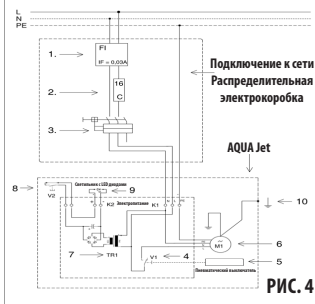 L
N
PE
1.
FI
IF = 0,03A
2.
16
C
3.
Подключение к сети
Распределительная
электрокоробка
AQUA Jet
8
V2
Светильник с LED диодами
9
K2
Электропитание
K1
10
7
TR1
V1
4
M1
6
5
Пневматический выключатель
РИС. 4